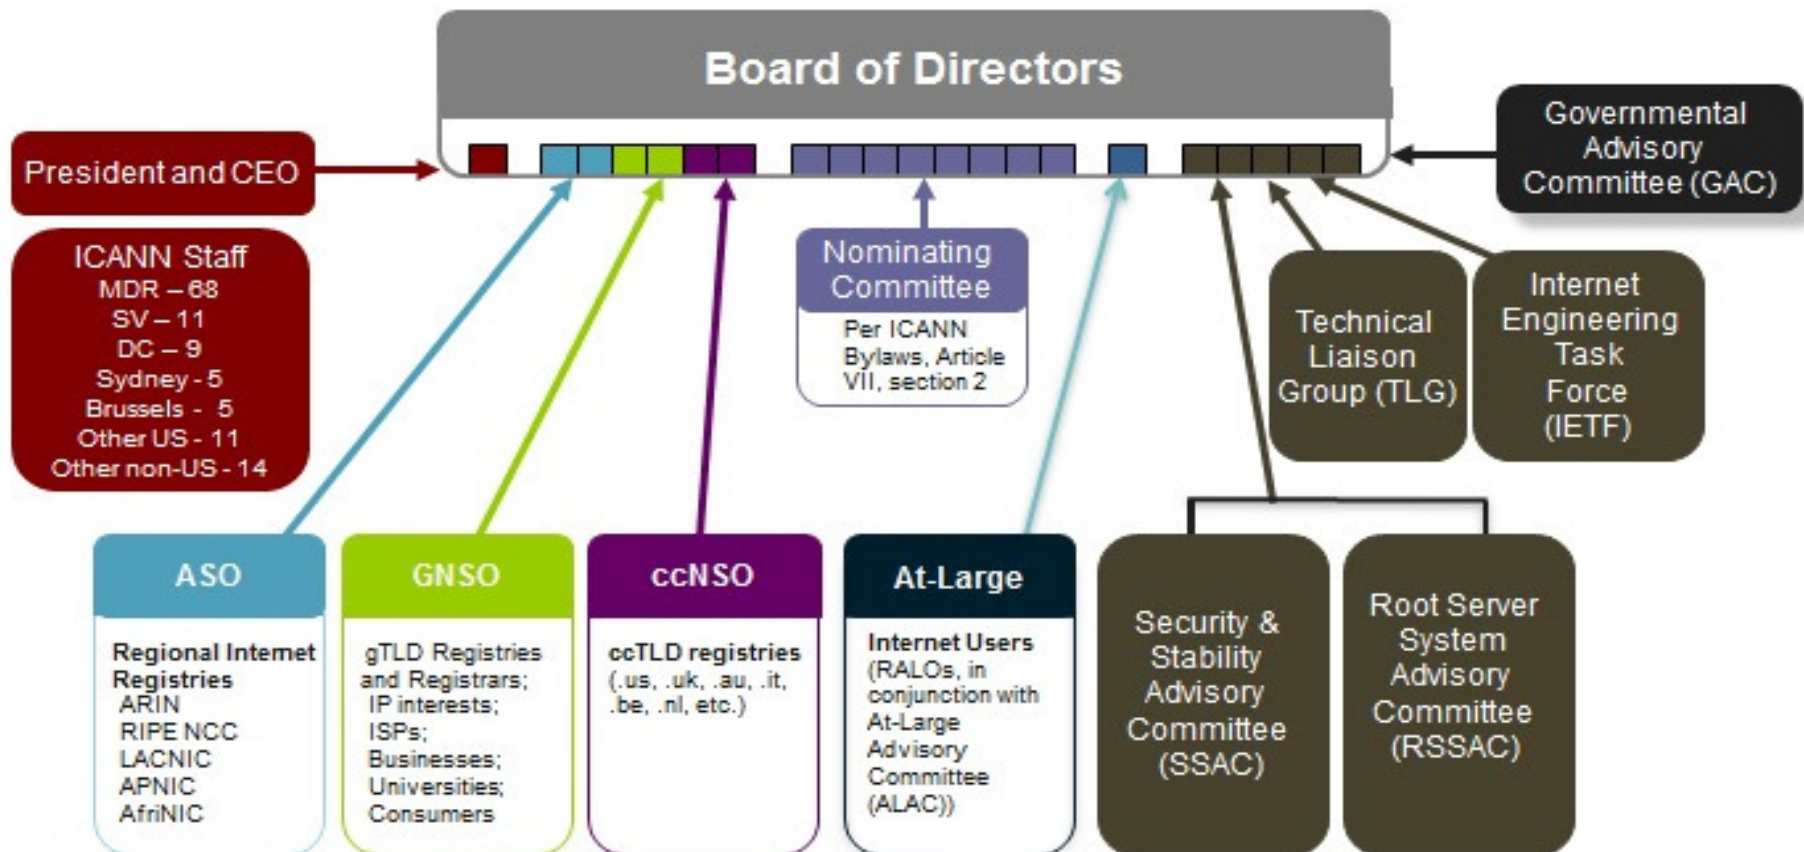 Board of Directors
President and CEO
ICANN Staff
MDR – 68
SV – 11
DC – 9
Sydney - 5
Brussels - 5
Other US - 11
Other non-US - 14
Nominating
Committee
Per ICANN
Bylaws, Article
VII, section 2
Governmental
Advisory
Committee (GAC)
Technical
Liaison
Group (TLG)
Internet
Engineering
Task
Force
(IETF)
ASO
Regional Internet
Registries
ARIN
RIPE NCC
LACNIC
APNIC
AfriNIC
GNSO
gTLD Registries
and Registrars;
IP interests;
ISPs;
Businesses;
Universities;
Consumers
ccNSO
ccTLD registries
(.us, .uk, .au, .it,
.be, .nl, etc.)
At-Large
Internet Users
(RALOs, in
conjunction with
At-Large
Advisory
Committee
(ALAC))
Security &
Stability
Advisory
Committee
(SSAC)
Root Server
System
Advisory
Committee
(RSSAC)